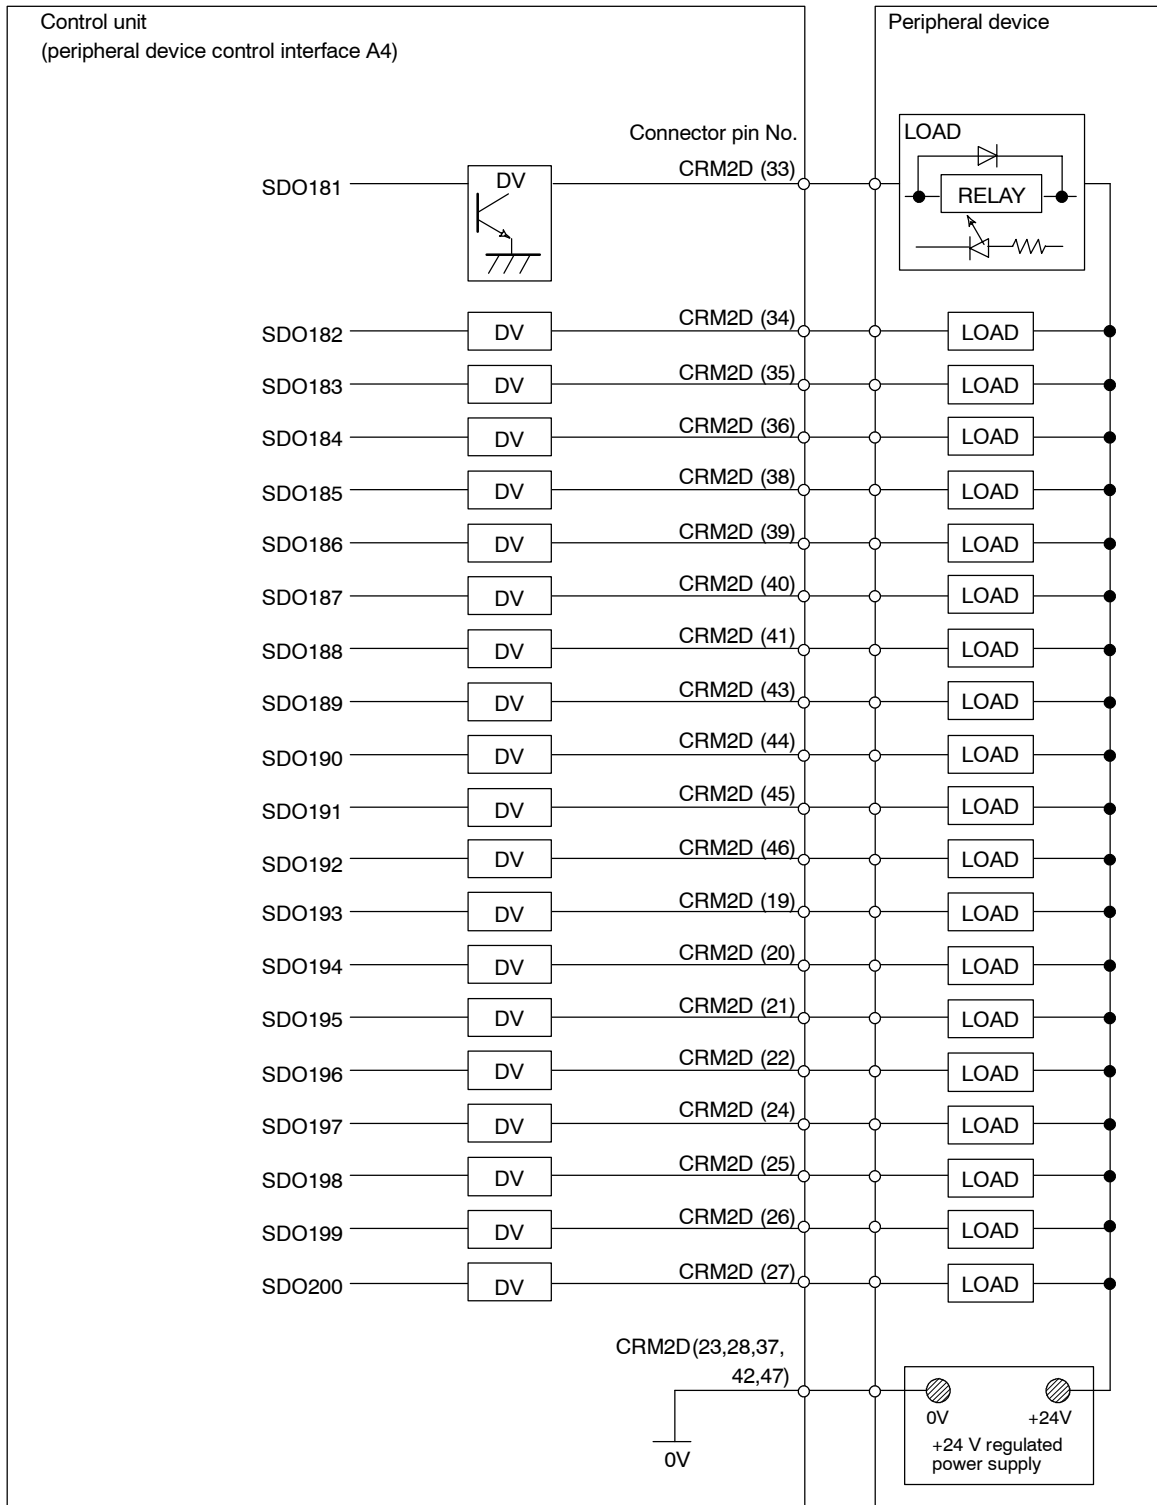 Control unit
(peripheral device control interface A4)
Peripheral device
Connector pin No.
LOAD
SDO181 DV CRM2D (33) RELAY
SDO182 DV CRM2D (34) LOAD
SDO183 DV CRM2D (35) LOAD
SDO184 DV CRM2D (36) LOAD
SDO185 DV CRM2D (38) LOAD
SDO186 DV CRM2D (39) LOAD
SDO187 DV CRM2D (40) LOAD
SDO188 DV CRM2D (41) LOAD
SDO189 DV CRM2D (43) LOAD
SDO190 DV CRM2D (44) LOAD
SDO191 DV CRM2D (45) LOAD
SDO192 DV CRM2D (46) LOAD
SDO193 DV CRM2D (19) LOAD
SDO194 DV CRM2D (20) LOAD
SDO195 DV CRM2D (21) LOAD
SDO196 DV CRM2D (22) LOAD
SDO197 DV CRM2D (24) LOAD
SDO198 DV CRM2D (25) LOAD
SDO199 DV CRM2D (26) LOAD
SDO200 DV CRM2D (27) LOAD
CRM2D(23,28,37,
42,47)
0V
0V +24V
+24 V regulated
power supply